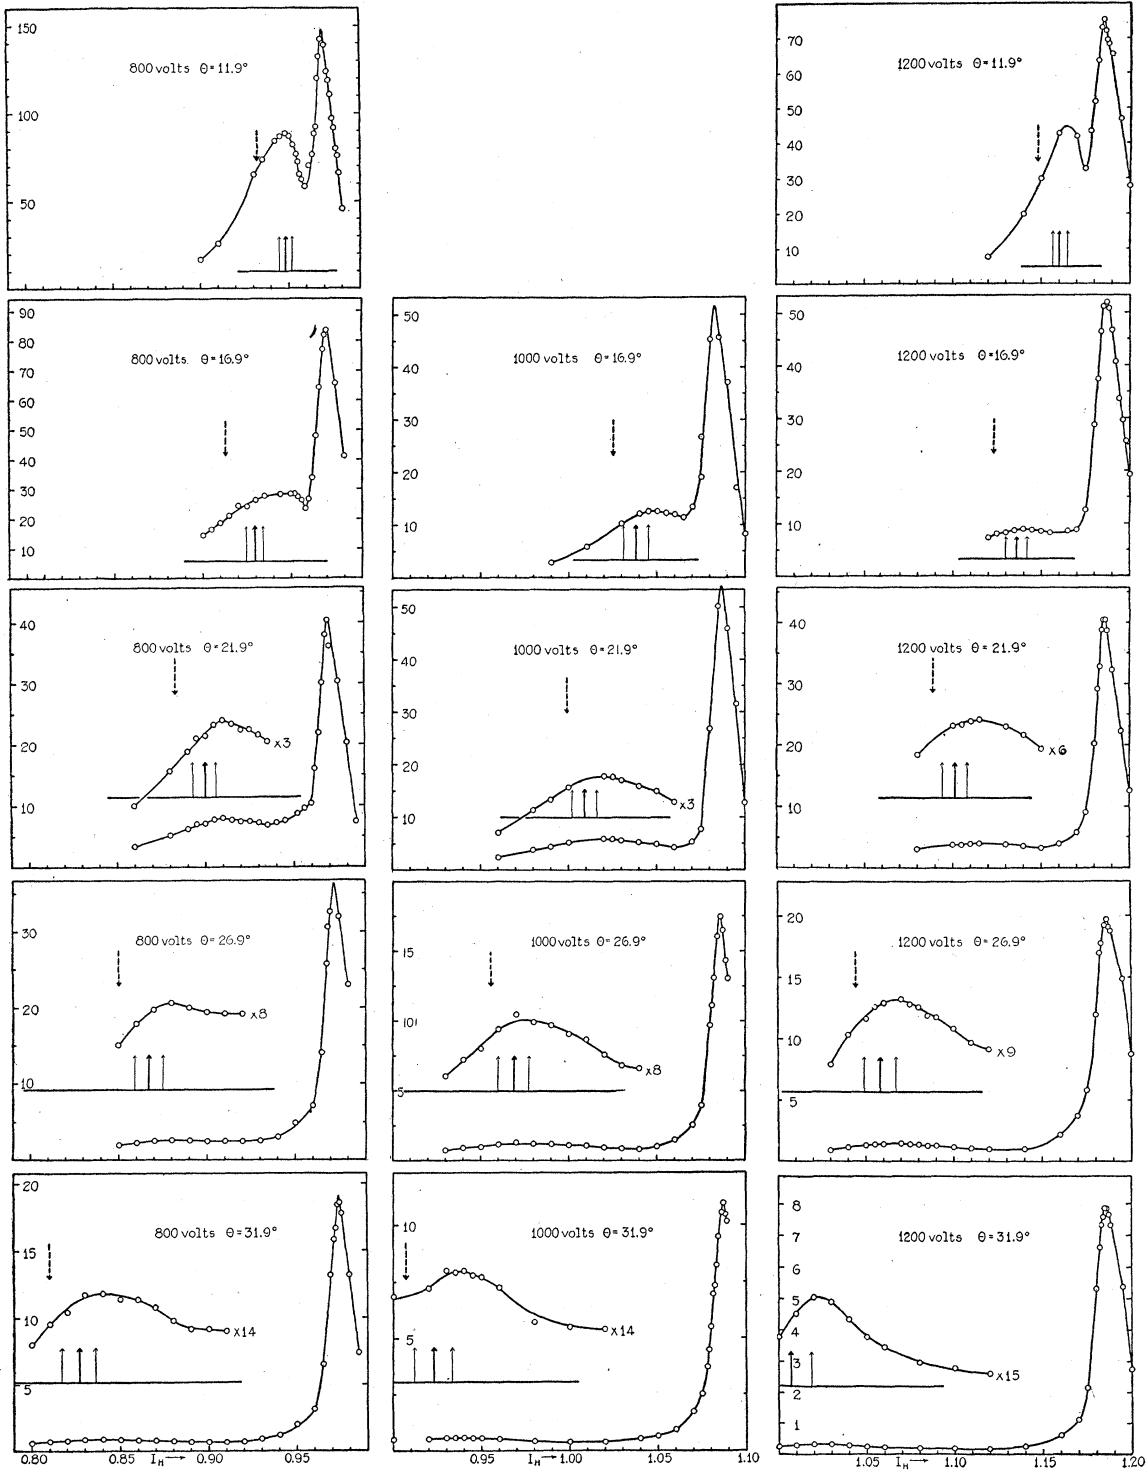 150
100
50
800 volts θ=11.9°
70
60
50
40
30
20
10
1200 volts θ=11.9°
90
80
70
60
50
40
30
20
10
800 volts. θ=16.9°
50
40
30
20
10
1000 volts θ=16.9°
50
40
30
20
10
1200 volts θ=16.9°
40
30
20
10
800 volts θ=21.9°
x3
50
40
30
20
10
1000 volts θ=21.9°
x3
40
30
20
10
1200 volts θ=21.9°
x6
30
20
10
800 volts θ=26.9°
x8
15
10
5
1000 volts θ=26.9°
x8
20
15
10
5
1200 volts θ=26.9°
x9
20
15
10
5
800 volts θ=31.9°
x14
10
5
1000 volts θ=31.9°
x14
8
7
6
5
4
3
2
1
1200 volts θ=31.9°
x15
0.80 0.85 I_H→ 0.90 0.95
0.95 I_H→ 1.00 1.05 1.10
1.05 I_H→ 1.10 1.15 1.20